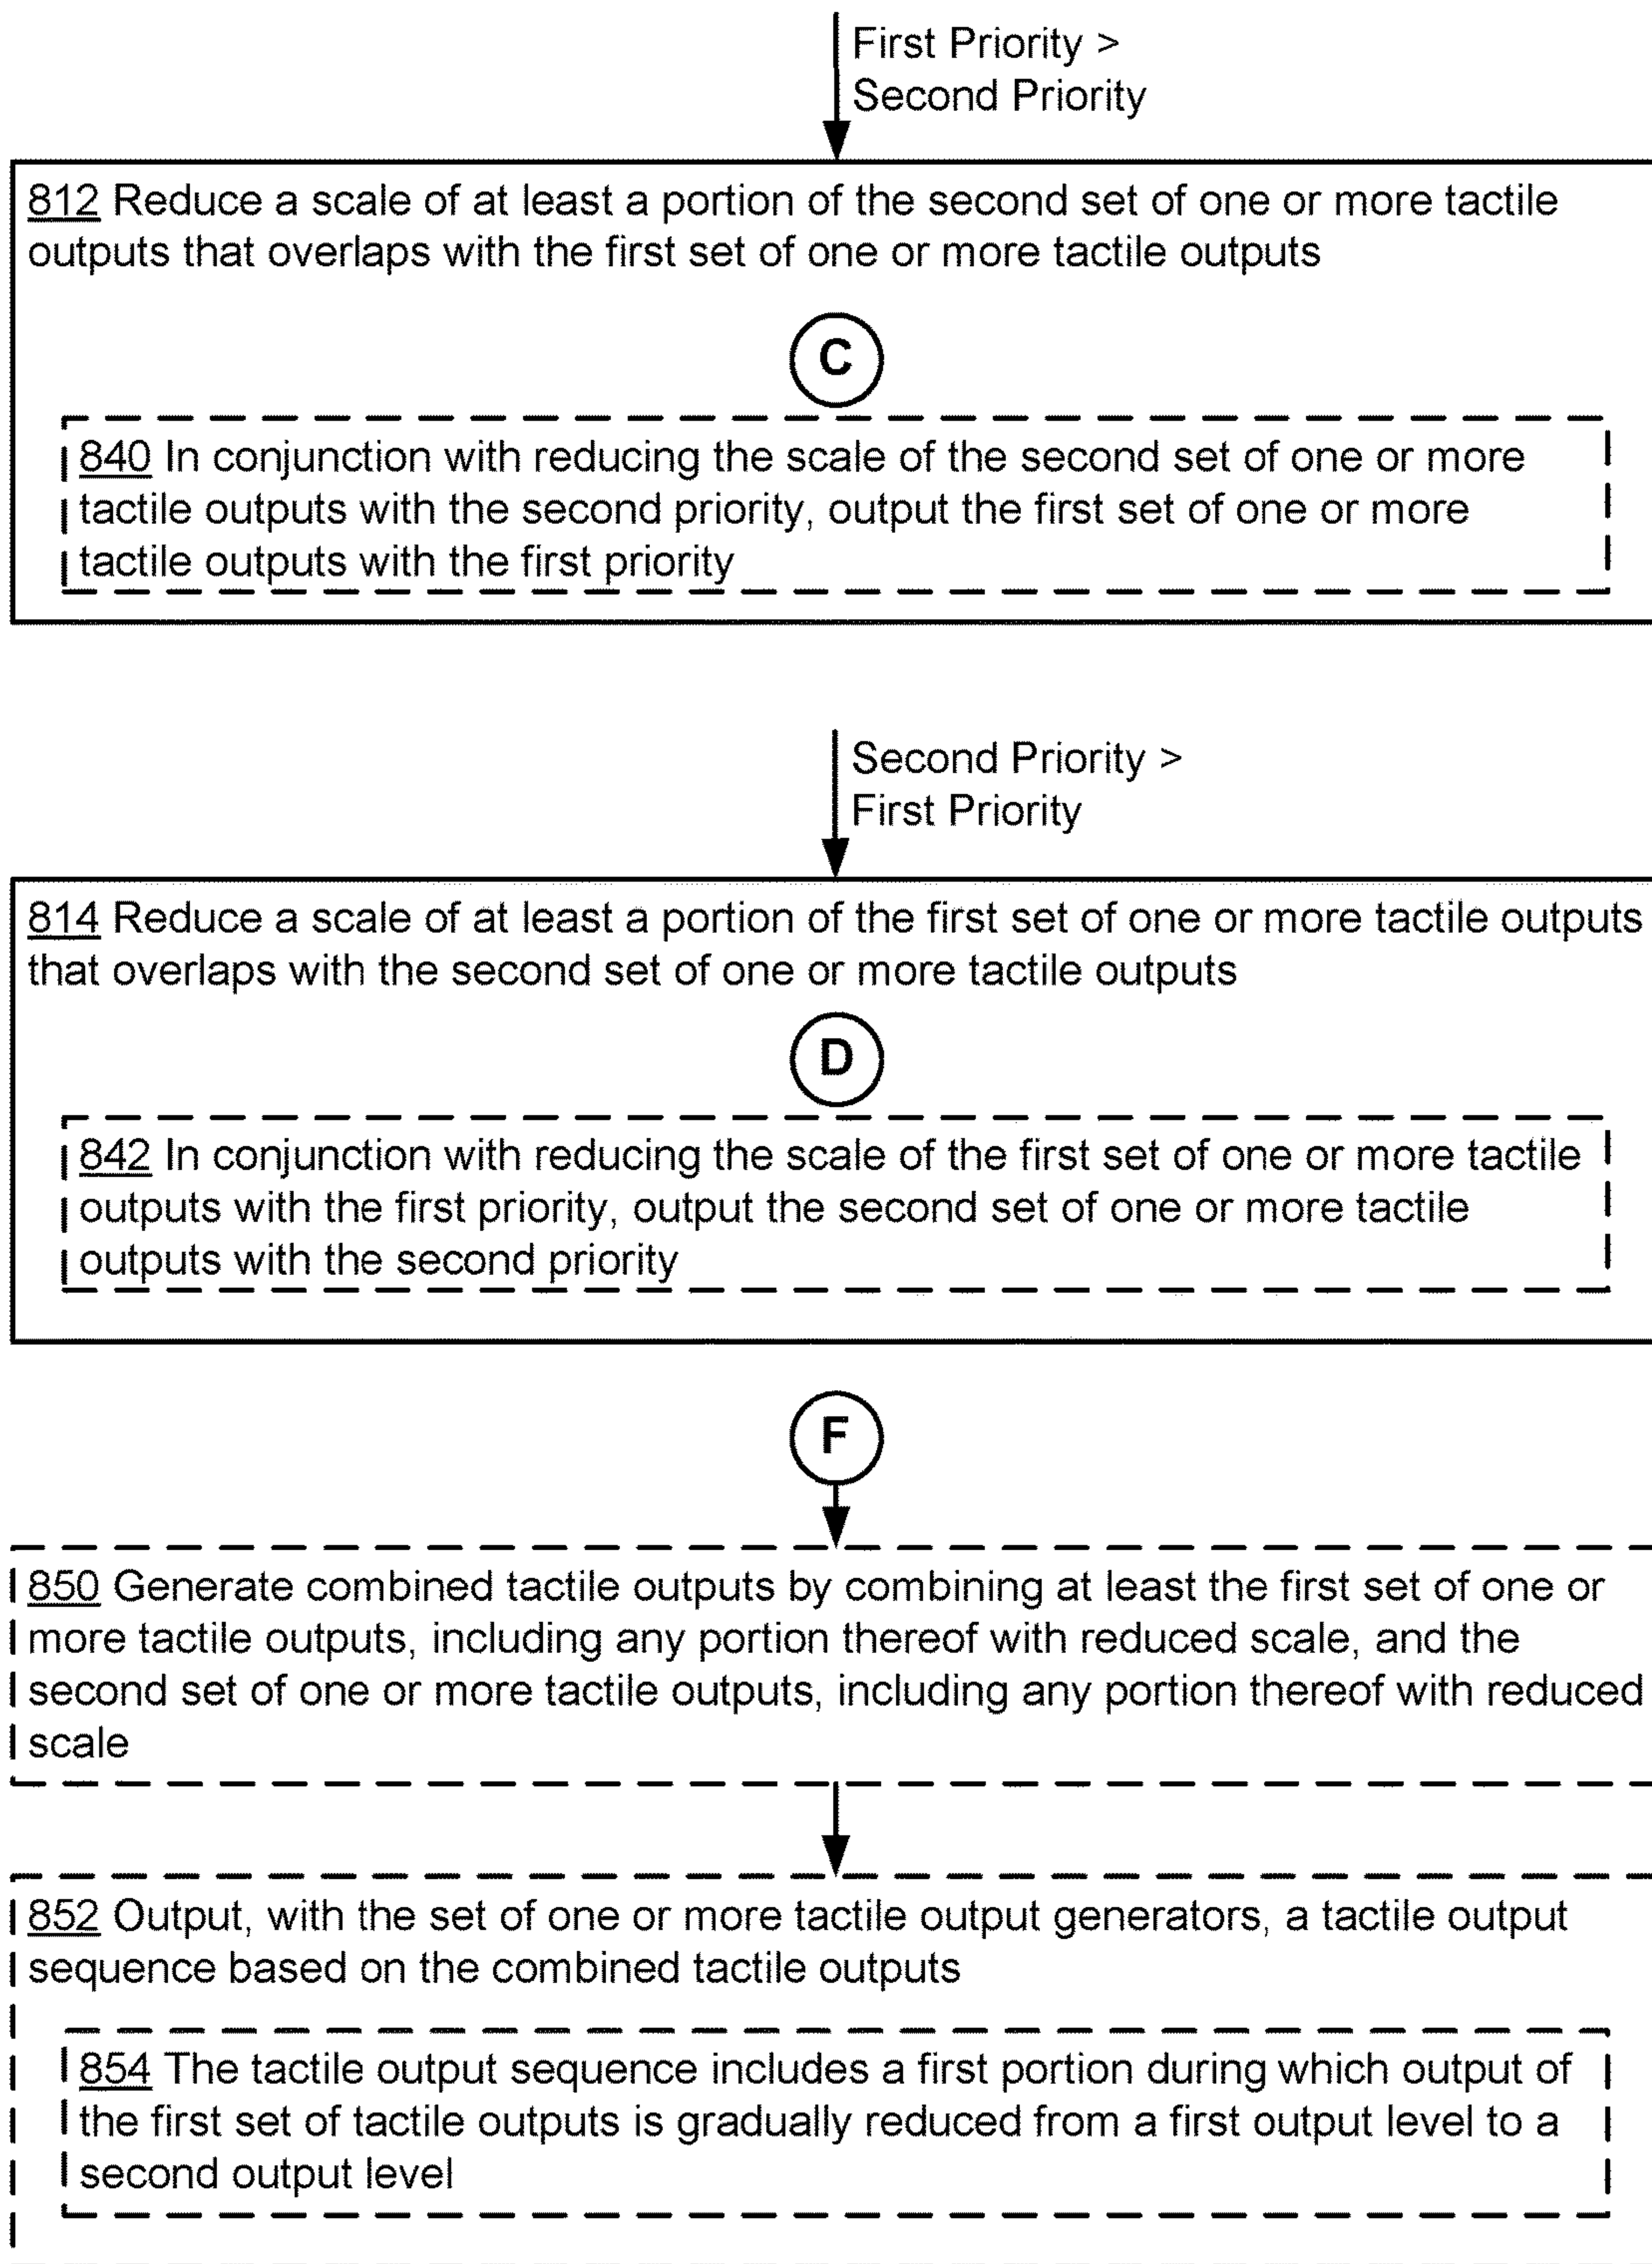 First Priority >
Second Priority
812 Reduce a scale of at least a portion of the second set of one or more tactile
outputs that overlaps with the first set of one or more tactile outputs
C
840 In conjunction with reducing the scale of the second set of one or more
tactile outputs with the second priority, output the first set of one or more
tactile outputs with the first priority
Second Priority >
First Priority
814 Reduce a scale of at least a portion of the first set of one or more tactile outputs
that overlaps with the second set of one or more tactile outputs
D
842 In conjunction with reducing the scale of the first set of one or more tactile
outputs with the first priority, output the second set of one or more tactile
outputs with the second priority
F
850 Generate combined tactile outputs by combining at least the first set of one or
more tactile outputs, including any portion thereof with reduced scale, and the
second set of one or more tactile outputs, including any portion thereof with reduced
scale
852 Output, with the set of one or more tactile output generators, a tactile output
sequence based on the combined tactile outputs
854 The tactile output sequence includes a first portion during which output of
the first set of tactile outputs is gradually reduced from a first output level to a
second output level